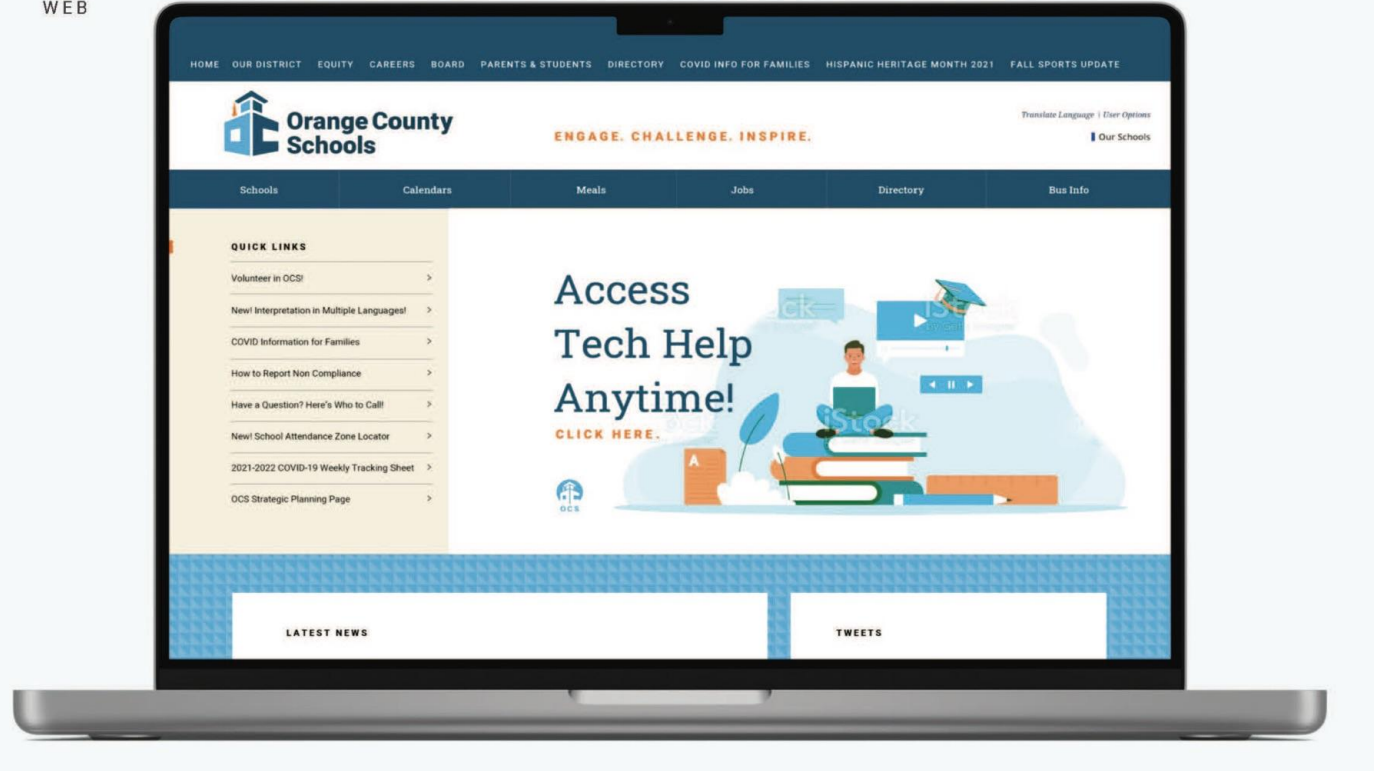 WEB
HOME OUR DISTRICT EQUITY CAREERS BOARD PARENTS & STUDENTS DIRECTORY COVID INFO FOR FAMILIES HISPANIC HERITAGE MONTH 2021 FALL SPORTS UPDATE
Orange County
Schools
ENGAGE. CHALLENGE. INSPIRE.
Translate Language | User Options
Our Schools
Schools Calendars Meals Jobs Directory Bus Info
QUICK LINKS
Volunteer in OCS! >
New! Interpretation in Multiple Languages! >
COVID Information for Families >
How to Report Non Compliance >
Have a Question? Here's Who to Call! >
New! School Attendance Zone Locator >
2021-2022 COVID-19 Weekly Tracking Sheet >
OCS Strategic Planning Page >
Access
Tech Help
Anytime!
CLICK HERE.
OCS
A
iStock
LATEST NEWS
TWEETS